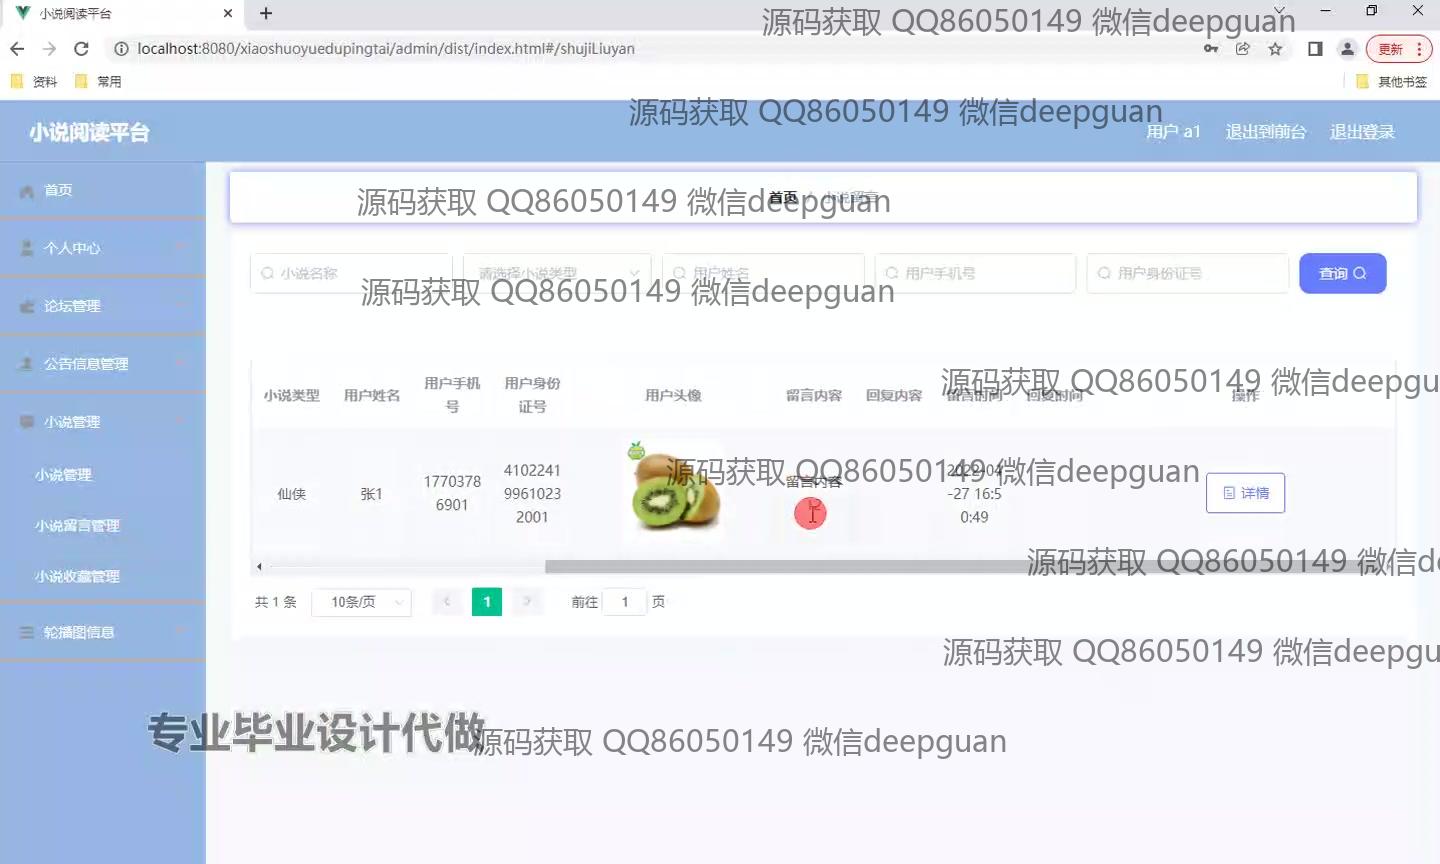 小说阅读平台
源码获取 QQ86050149 微信deepguan
localhost:8080/xiaoshuoyuedupingtai/admin/dist/index.html#/shujiLiuyan
更新
资料
常用
其他书签
源码获取 QQ86050149 微信deepguan
小说阅读平台
用户 a1
退出到前台
退出登录
首页
源码获取 QQ86050149 微信deepguan
首页
小说留言
个人中心
小说名称
请选择小说类型
用户姓名
用户手机号
用户身份证号
查询
源码获取 QQ86050149 微信deepguan
论坛管理
公告信息管理
源码获取 QQ86050149 微信deepgu
小说类型
用户姓名
用户手机
号
用户身份
证号
用户头像
留言内容
回复内容
留言时间
回复时间
操作
小说管理
小说管理
源码获取 QQ86050149 微信deepguan
仙侠
张1
1770378
6901
4102241
9961023
2001
留言内容
2022-04
-27 16:5
0:49
详情
小说留言管理
小说收藏管理
源码获取 QQ86050149 微信d
共 1 条
10条/页
1
前往
1
页
轮播图信息
源码获取 QQ86050149 微信deepgu
专业毕业设计代做
源码获取 QQ86050149 微信deepguan